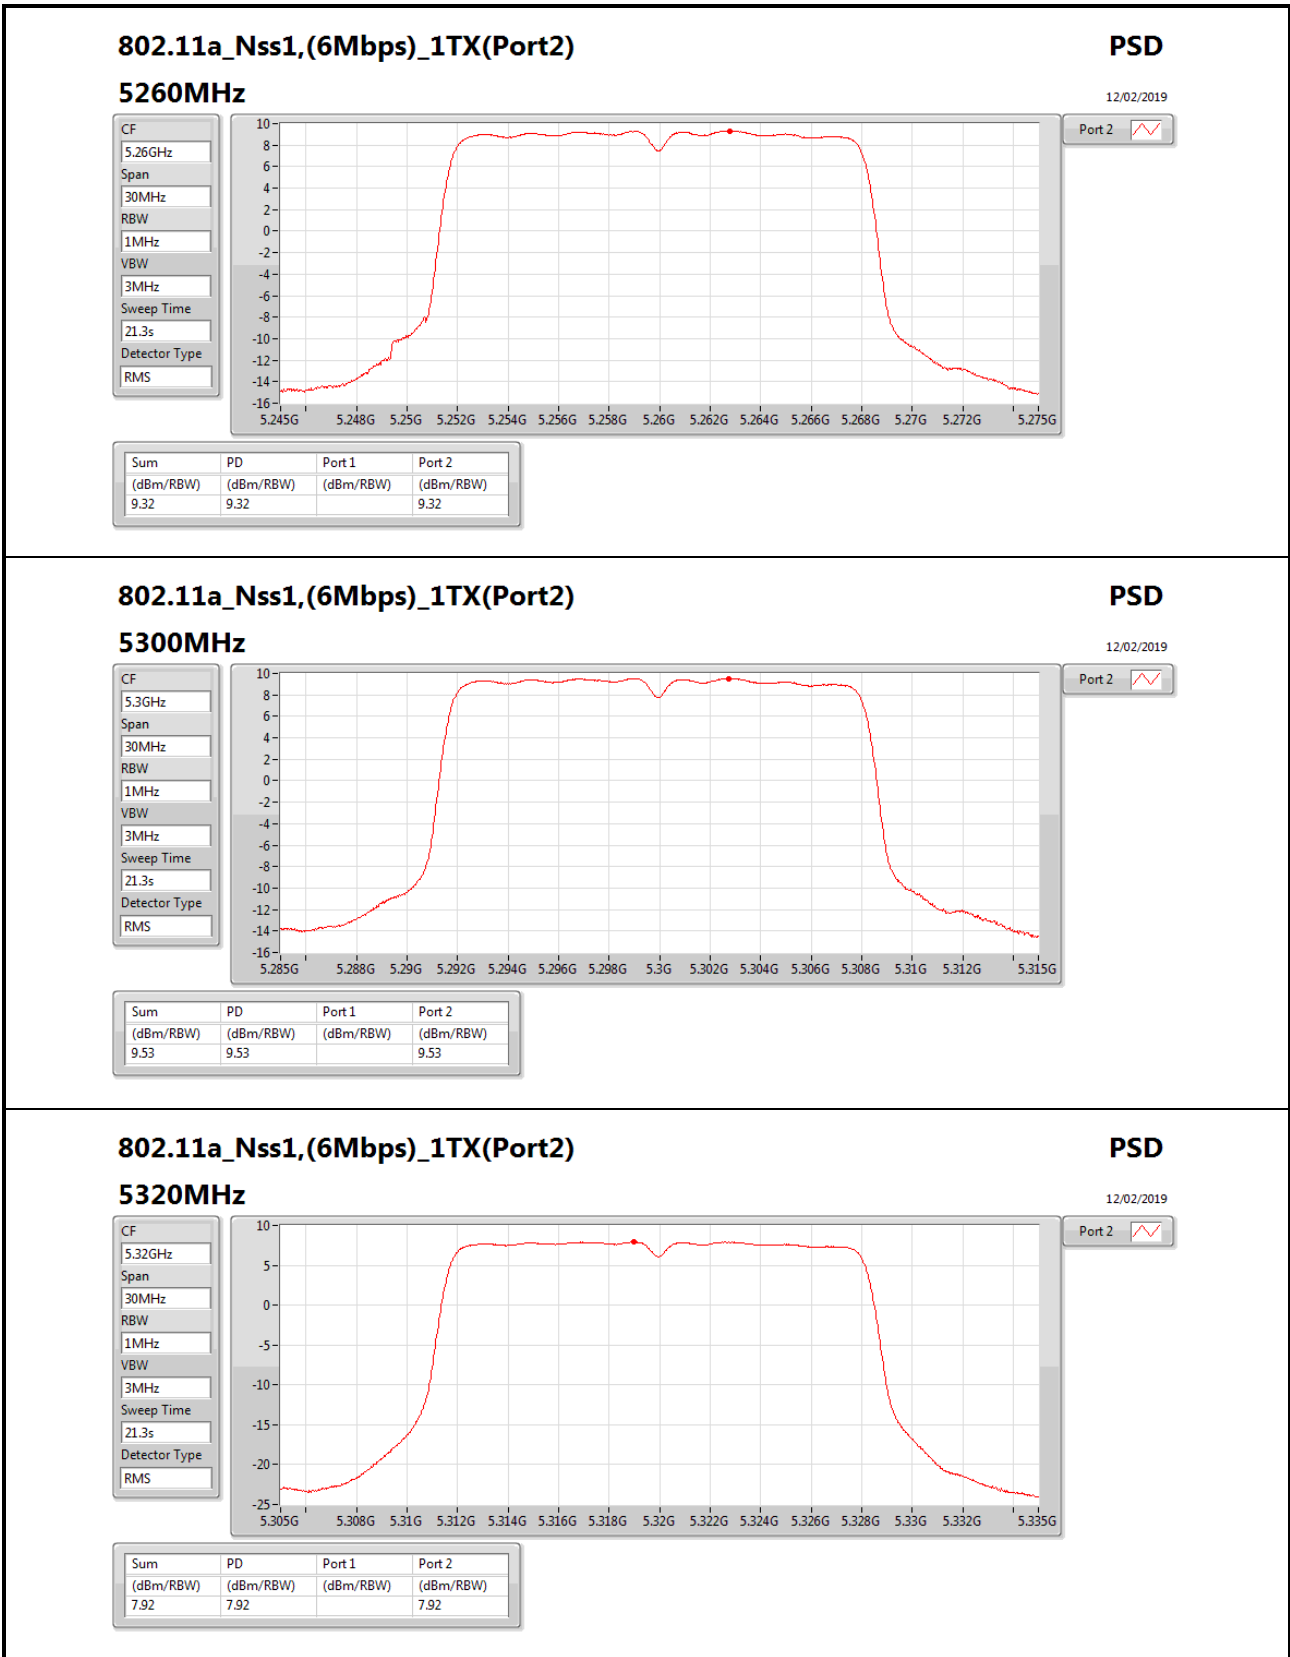 802.11a_Nss1,(6Mbps)_1TX(Port2) PSD
5260MHz 12/02/2019
CF
5.26GHz
Span
30MHz
RBW
1MHz
VBW
3MHz
Sweep Time
21.3s
Detector Type
RMS
10
8
6
4
2
0
-2
-4
-6
-8
-10
-12
-14
-16
5.245G 5.248G 5.25G 5.252G 5.254G 5.256G 5.258G 5.26G 5.262G 5.264G 5.266G 5.268G 5.27G 5.272G 5.275G
Port 2
Sum PD Port 1 Port 2
(dBm/RBW) (dBm/RBW) (dBm/RBW) (dBm/RBW)
9.32 9.32 9.32
802.11a_Nss1,(6Mbps)_1TX(Port2) PSD
5300MHz 12/02/2019
CF
5.3GHz
Span
30MHz
RBW
1MHz
VBW
3MHz
Sweep Time
21.3s
Detector Type
RMS
10
8
6
4
2
0
-2
-4
-6
-8
-10
-12
-14
-16
5.285G 5.288G 5.29G 5.292G 5.294G 5.296G 5.298G 5.3G 5.302G 5.304G 5.306G 5.308G 5.31G 5.312G 5.315G
Port 2
Sum PD Port 1 Port 2
(dBm/RBW) (dBm/RBW) (dBm/RBW) (dBm/RBW)
9.53 9.53 9.53
802.11a_Nss1,(6Mbps)_1TX(Port2) PSD
5320MHz 12/02/2019
CF
5.32GHz
Span
30MHz
RBW
1MHz
VBW
3MHz
Sweep Time
21.3s
Detector Type
RMS
10
5
0
-5
-10
-15
-20
-25
5.305G 5.308G 5.31G 5.312G 5.314G 5.316G 5.318G 5.32G 5.322G 5.324G 5.326G 5.328G 5.33G 5.332G 5.335G
Port 2
Sum PD Port 1 Port 2
(dBm/RBW) (dBm/RBW) (dBm/RBW) (dBm/RBW)
7.92 7.92 7.92